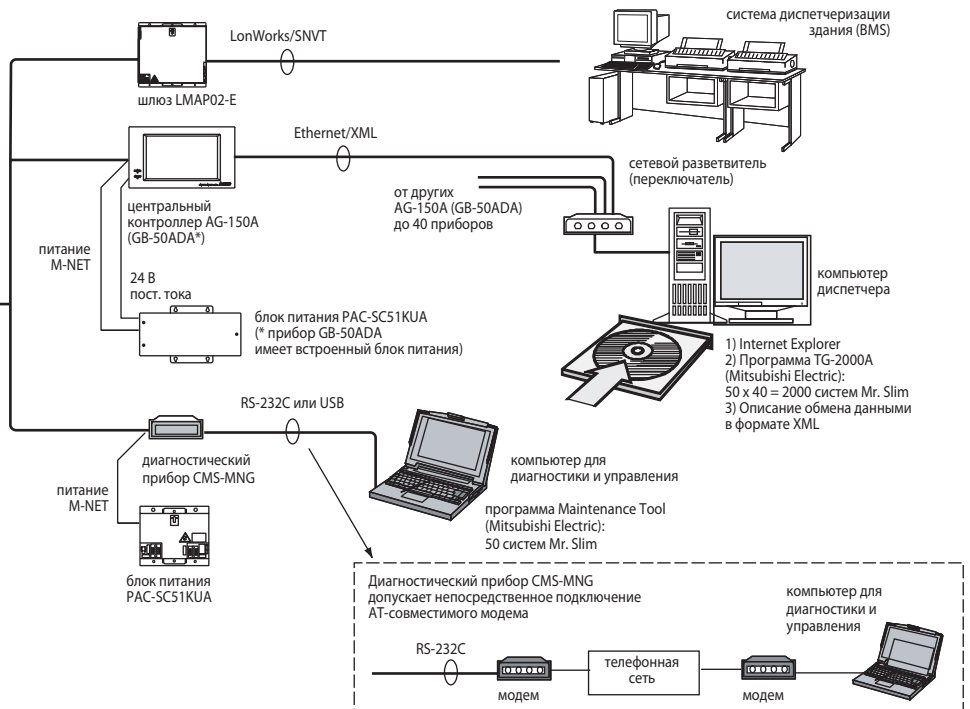 LonWorks/SNVT
система диспетчеризации
здания (BMS)
шлюз LMAP02-E
Ethernet/XML
сетевой разветвитель
(переключатель)
центральный
контроллер AG-150A
(GB-50ADA*)
от других
AG-150A (GB-50ADA)
до 40 приборов
питание
M-NET
24 В
пост. тока
компьютер
диспетчера
блок питания PAC-SC51KUA
(* прибор GB-50ADA
имеет встроенный блок питания)
1) Internet Explorer
2) Программа TG-2000A
(Mitsubishi Electric):
50 x 40 = 2000 систем Mr. Slim
3) Описание обмена данными
в формате XML
RS-232C или USB
диагностический
прибор CMS-MNG
компьютер для
диагностики и управления
питание
M-NET
программа Maintenance Tool
(Mitsubishi Electric):
50 систем Mr. Slim
блок питания
PAC-SC51KUA
Диагностический прибор CMS-MNG
допускает непосредственное подключение
АТ-совместимого модема
компьютер для
диагностики и
управления
RS-232C
телефонная
сеть
модем
модем